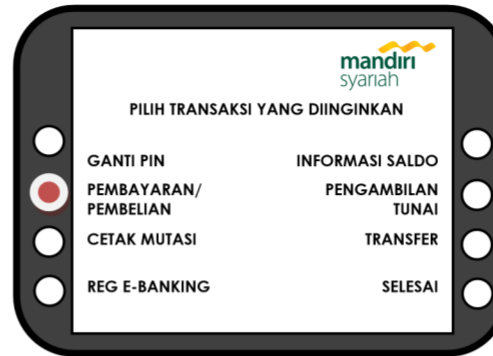 mandiri
syariah
PILIH TRANSAKSI YANG DIINGINKAN
GANTI PIN
INFORMASI SALDO
PEMBAYARAN/
PEMBELIAN
PENGAMBILAN
TUNAI
CETAK MUTASI
TRANSFER
REG E-BANKING
SELESAI